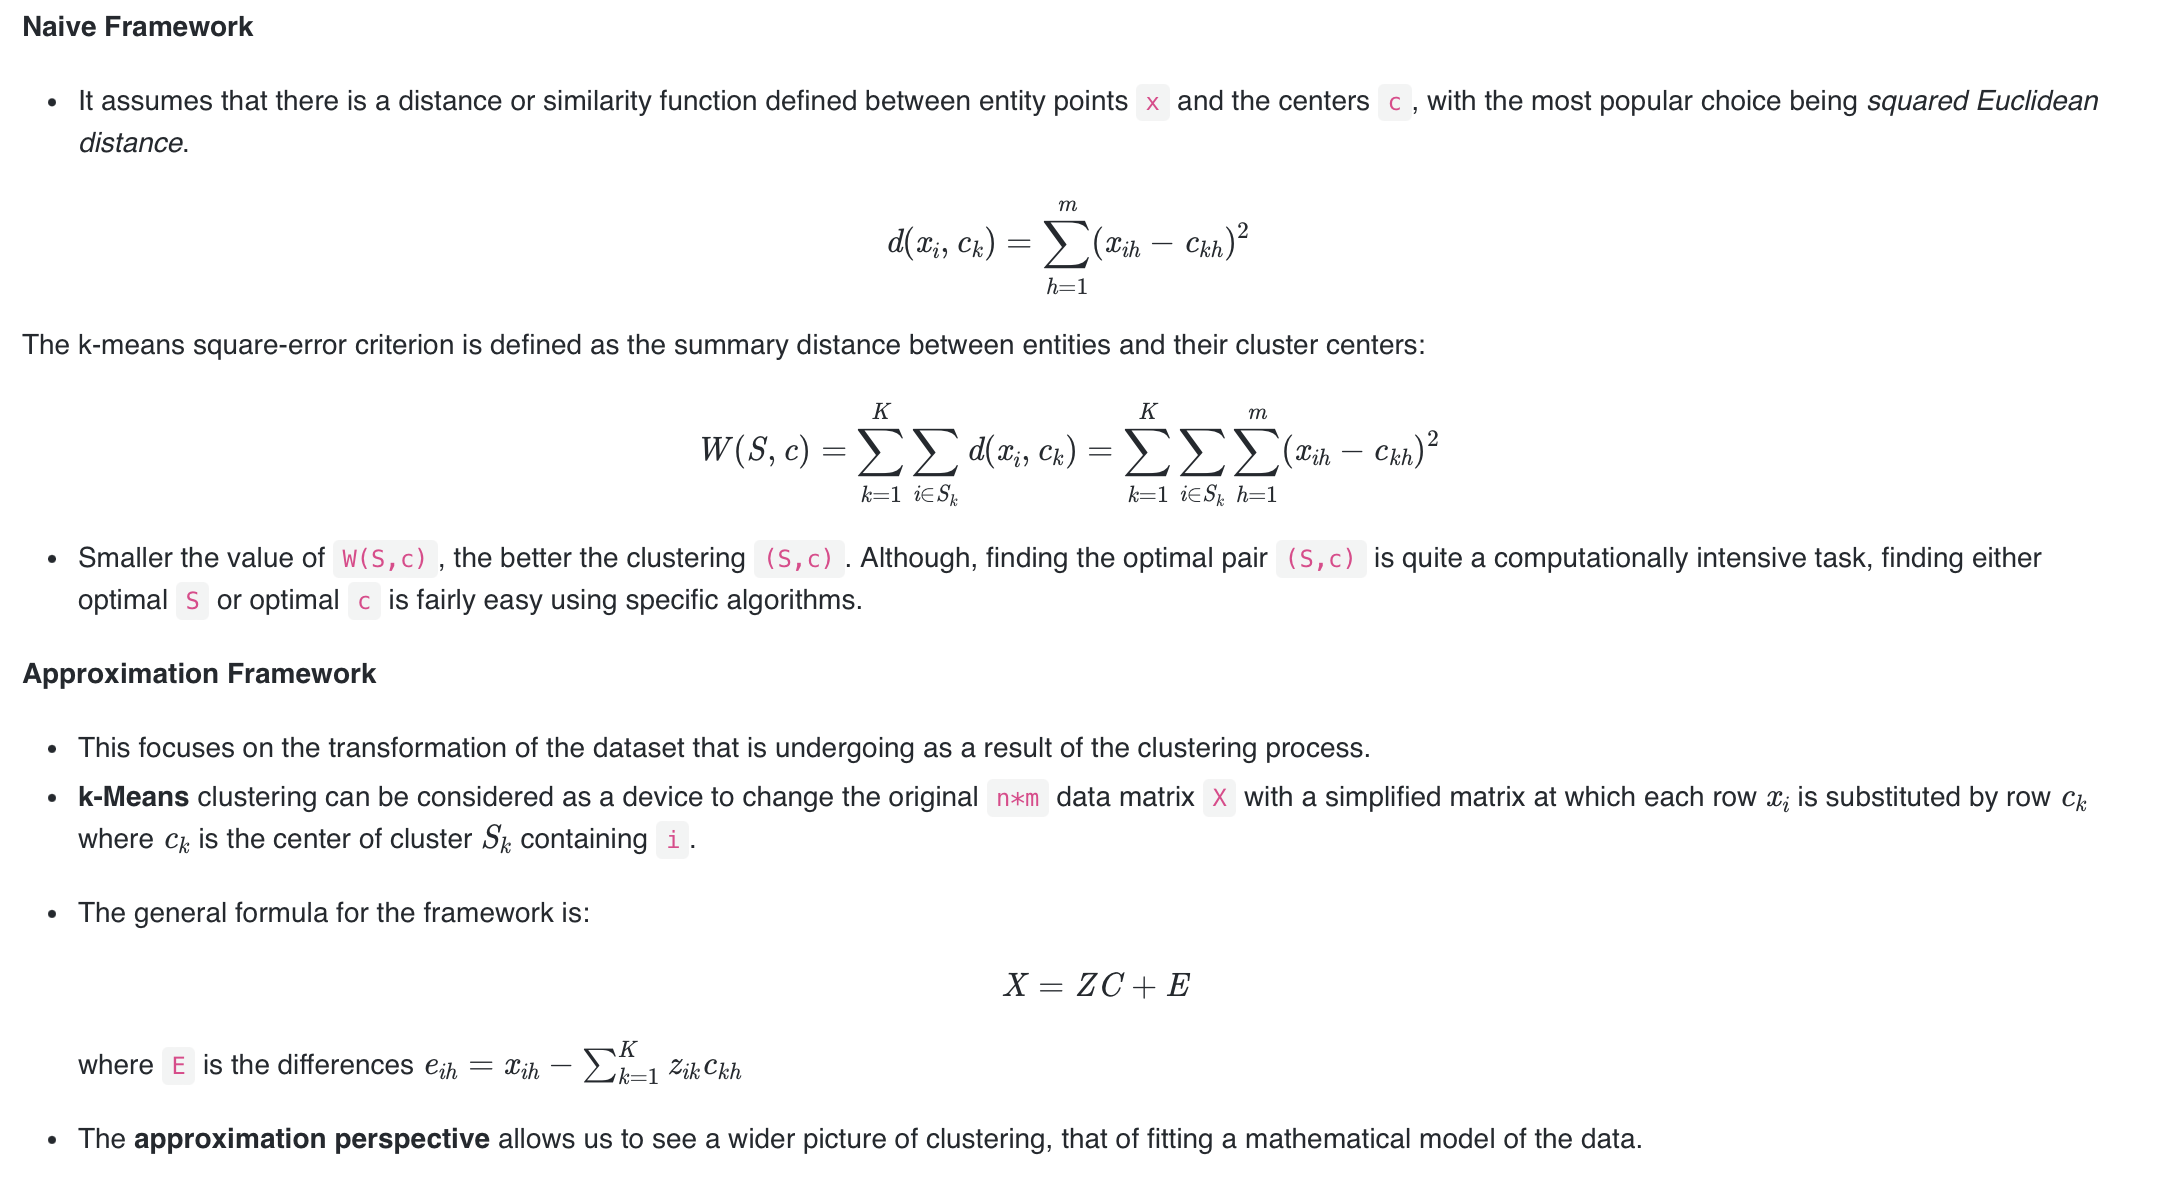 Naive Framework
• It assumes that there is a distance or similarity function defined between entity points x and the centers c , with the most popular choice being squared Euclidean
distance.
d(x_i, c_k) = \sum_{h=1}^{m} (x_{ih} − c_{kh})^2
The k-means square-error criterion is defined as the summary distance between entities and their cluster centers:
W(S, c) = \sum_{k=1}^{K} \sum_{i∈S_k} d(x_i, c_k) = \sum_{k=1}^{K} \sum_{i∈S_k} \sum_{h=1}^{m} (x_{ih} − c_{kh})^2
• Smaller the value of W(S,c) , the better the clustering (S,c) . Although, finding the optimal pair (S,c) is quite a computationally intensive task, finding either
optimal S or optimal c is fairly easy using specific algorithms.
Approximation Framework
• This focuses on the transformation of the dataset that is undergoing as a result of the clustering process.
• k-Means clustering can be considered as a device to change the original n*m data matrix X with a simplified matrix at which each row x_i is substituted by row c_k
where c_k is the center of cluster S_k containing i .
• The general formula for the framework is:
X = ZC + E
where E is the differences e_{ih} = x_{ih} − \sum_{k=1}^{K} z_{ik} c_{kh}
• The approximation perspective allows us to see a wider picture of clustering, that of fitting a mathematical model of the data.